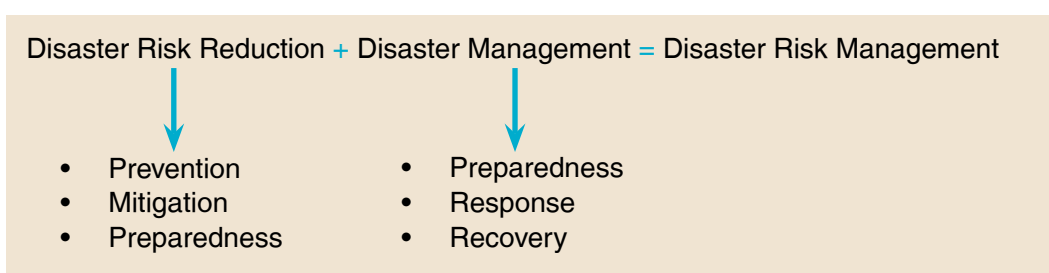 Disaster Risk Reduction + Disaster Management = Disaster Risk Management
• Prevention
• Mitigation
• Preparedness
• Preparedness
• Response
• Recovery